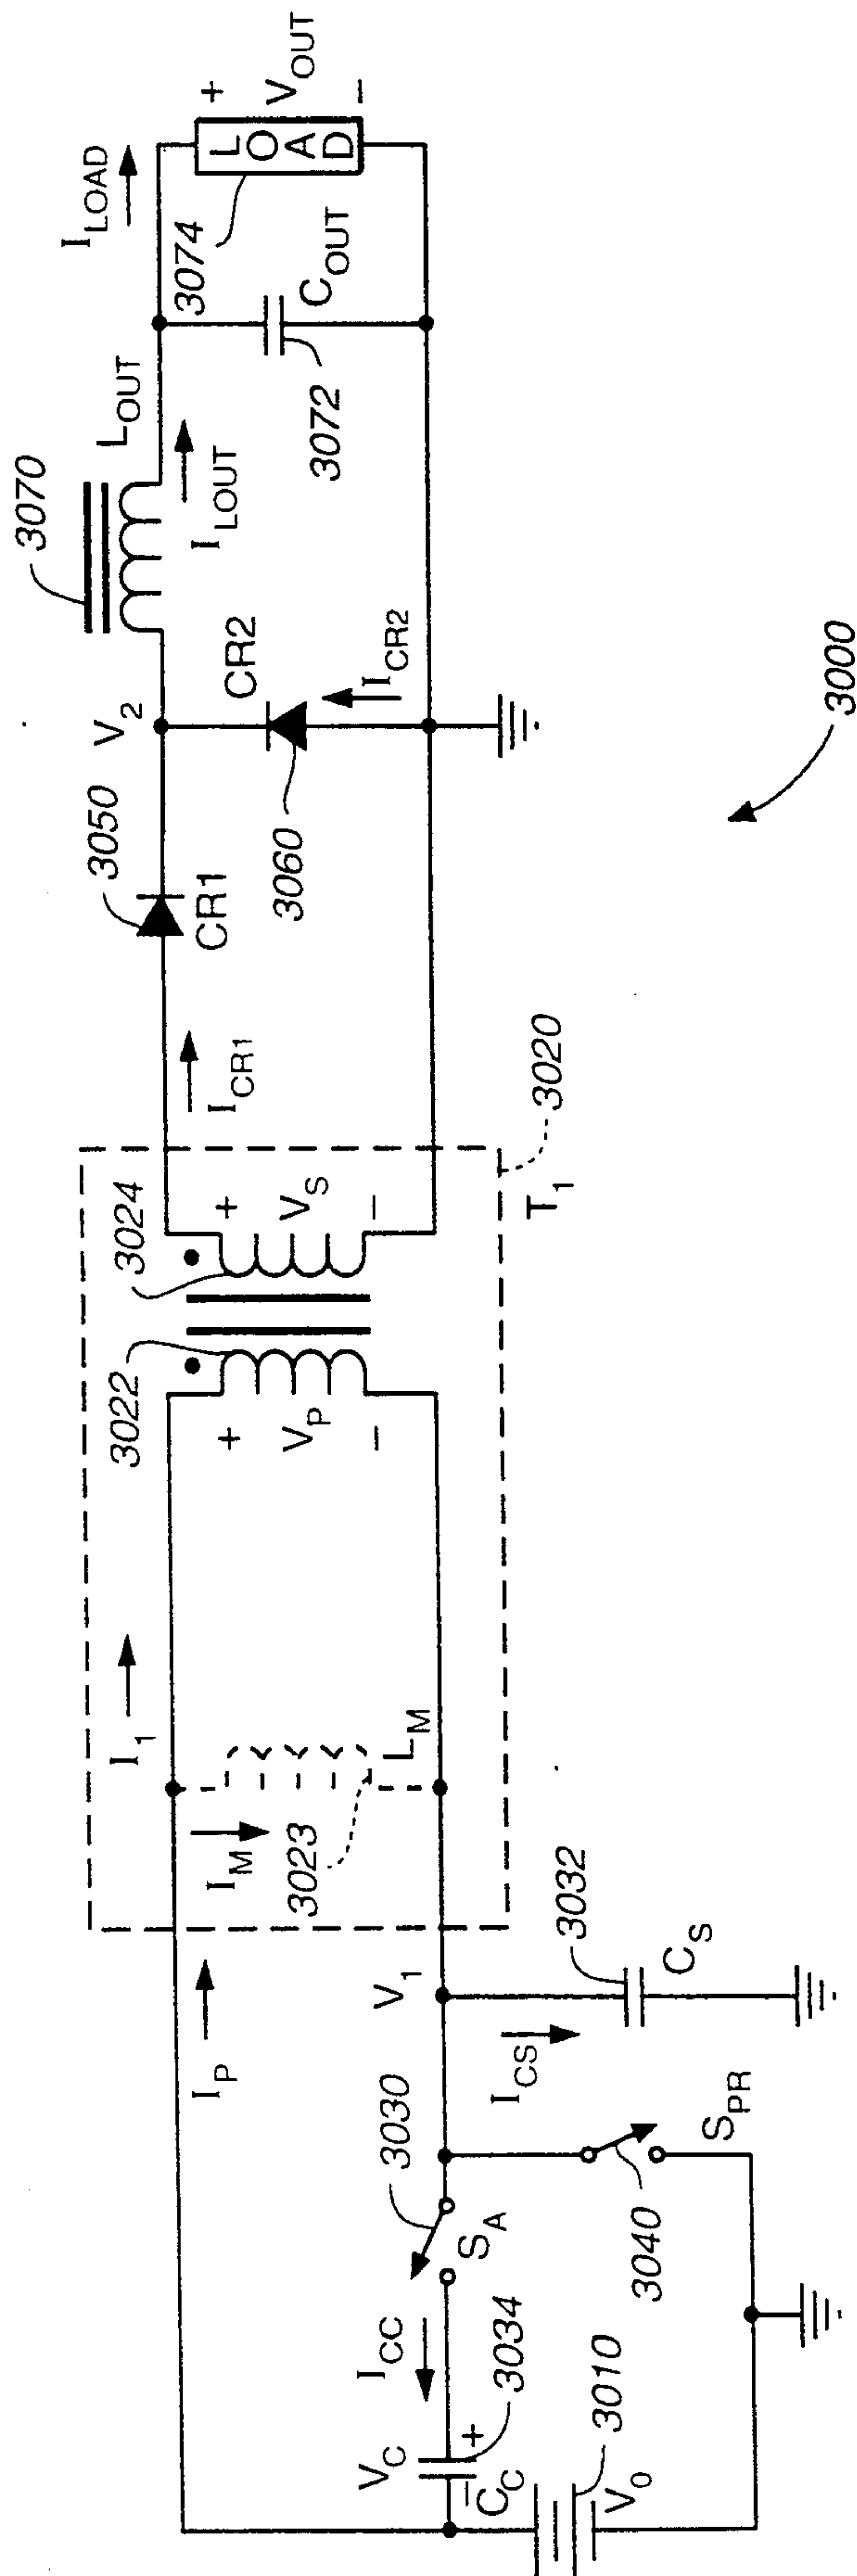 I_P
I_1
I_M
3023
L_M
3022
+
V_P
−
3024
+
V_S
−
T_1
3020
I_CR1
CR1
3050
V_2
CR2
3060
I_CR2
3070
L_OUT
I_LOUT
I_LOAD
3072
C_OUT
3074
LOAD
+
V_OUT
−
V_C
−
+
C_C
3034
I_CC
S_A
3030
V_1
I_CS
3032
C_S
3010
V_0
3040
S_PR
3000